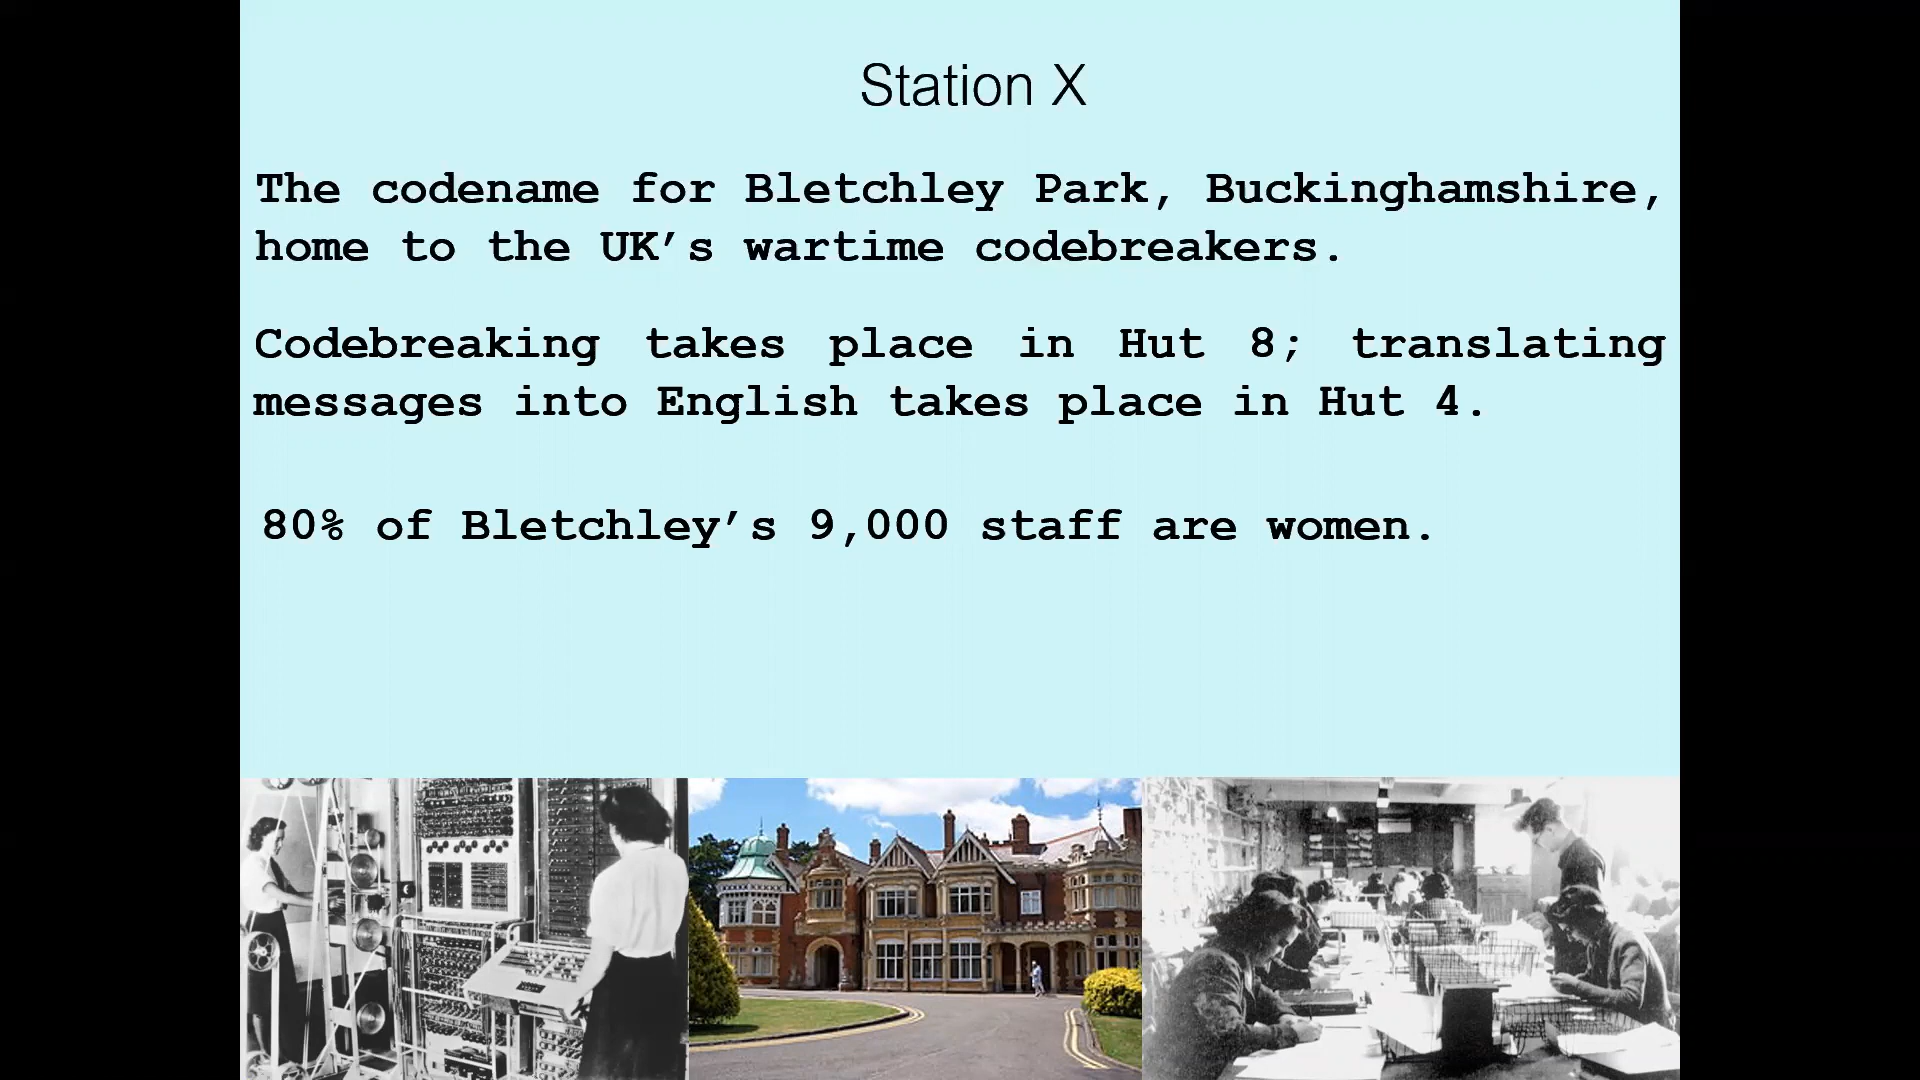 Station X
The codename for Bletchley Park, Buckinghamshire,
home to the UK’s wartime codebreakers.
Codebreaking takes place in Hut 8; translating
messages into English takes place in Hut 4.
80% of Bletchley’s 9,000 staff are women.